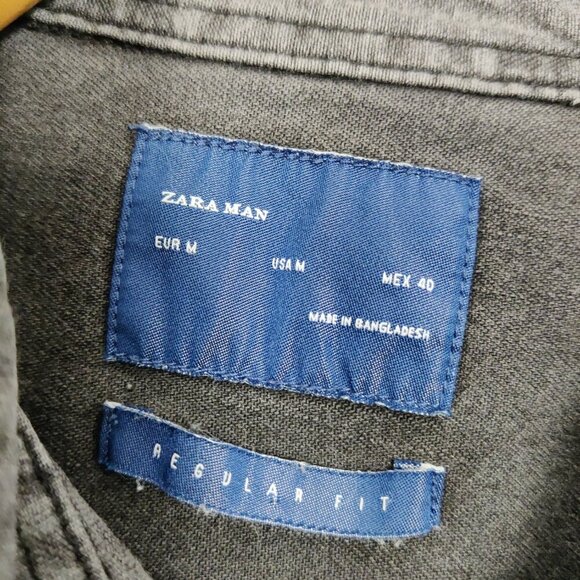 ZARA MAN
EUR M USA M MEX 40
MADE IN BANGLADESH
REGULAR FIT